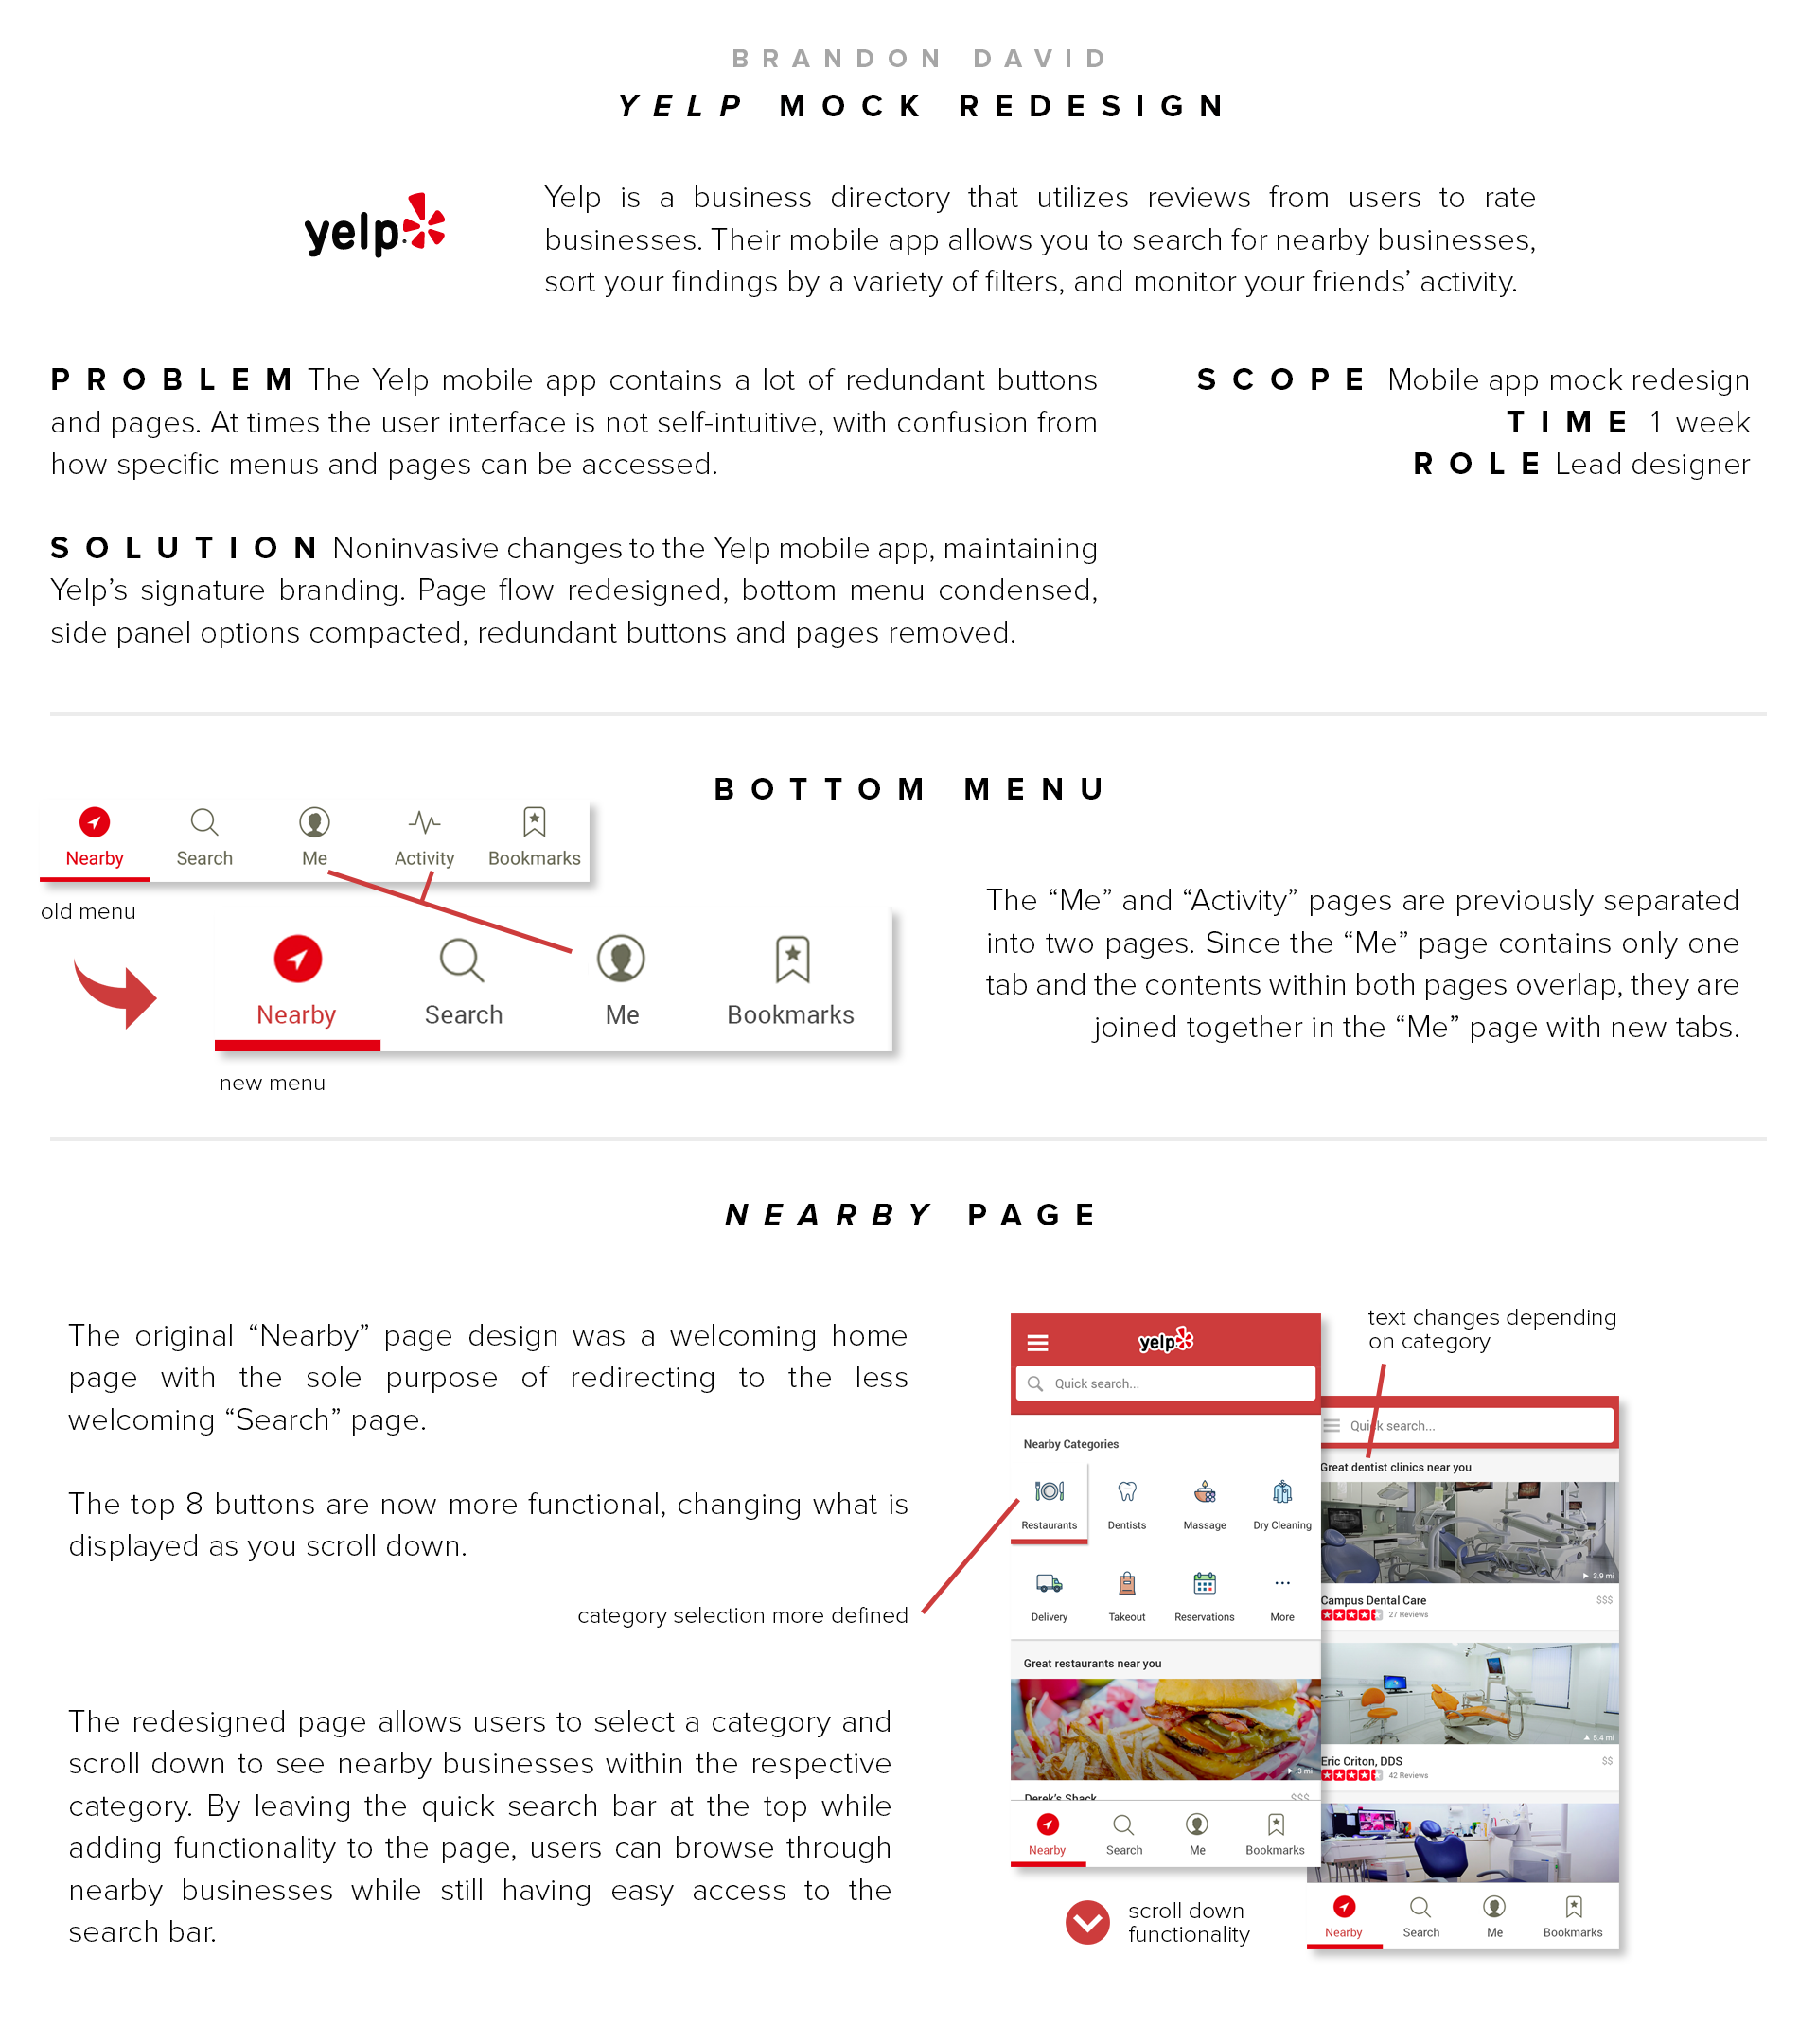 BRANDON DAVID
YELP MOCK REDESIGN
yelp
Yelp is a business directory that utilizes reviews from users to rate
businesses. Their mobile app allows you to search for nearby businesses,
sort your findings by a variety of filters, and monitor your friends’ activity.
PROBLEM The Yelp mobile app contains a lot of redundant buttons
and pages. At times the user interface is not self-intuitive, with confusion from
how specific menus and pages can be accessed.
SCOPE Mobile app mock redesign
TIME 1 week
ROLE Lead designer
SOLUTION Noninvasive changes to the Yelp mobile app, maintaining
Yelp’s signature branding. Page flow redesigned, bottom menu condensed,
side panel options compacted, redundant buttons and pages removed.
BOTTOM MENU
Nearby Search Me Activity Bookmarks
old menu
Nearby Search Me Bookmarks
new menu
The “Me” and “Activity” pages are previously separated
into two pages. Since the “Me” page contains only one
tab and the contents within both pages overlap, they are
joined together in the “Me” page with new tabs.
NEARBY PAGE
The original “Nearby” page design was a welcoming home
page with the sole purpose of redirecting to the less
welcoming “Search” page.
The top 8 buttons are now more functional, changing what is
displayed as you scroll down.
category selection more defined
The redesigned page allows users to select a category and
scroll down to see nearby businesses within the respective
category. By leaving the quick search bar at the top while
adding functionality to the page, users can browse through
nearby businesses while still having easy access to the
search bar.
yelp
Quick search...
Nearby Categories
Restaurants Dentists Massage Dry Cleaning
Delivery Takeout Reservations More
Great restaurants near you
3 mi
Derek’s Shack $$$
Nearby Search Me Bookmarks
scroll down
functionality
text changes depending
on category
Quick search...
Great dentist clinics near you
3.9 mi
Campus Dental Care $$$
27 Reviews
5.4 mi
Eric Criton, DDS $$
42 Reviews
Nearby Search Me Bookmarks